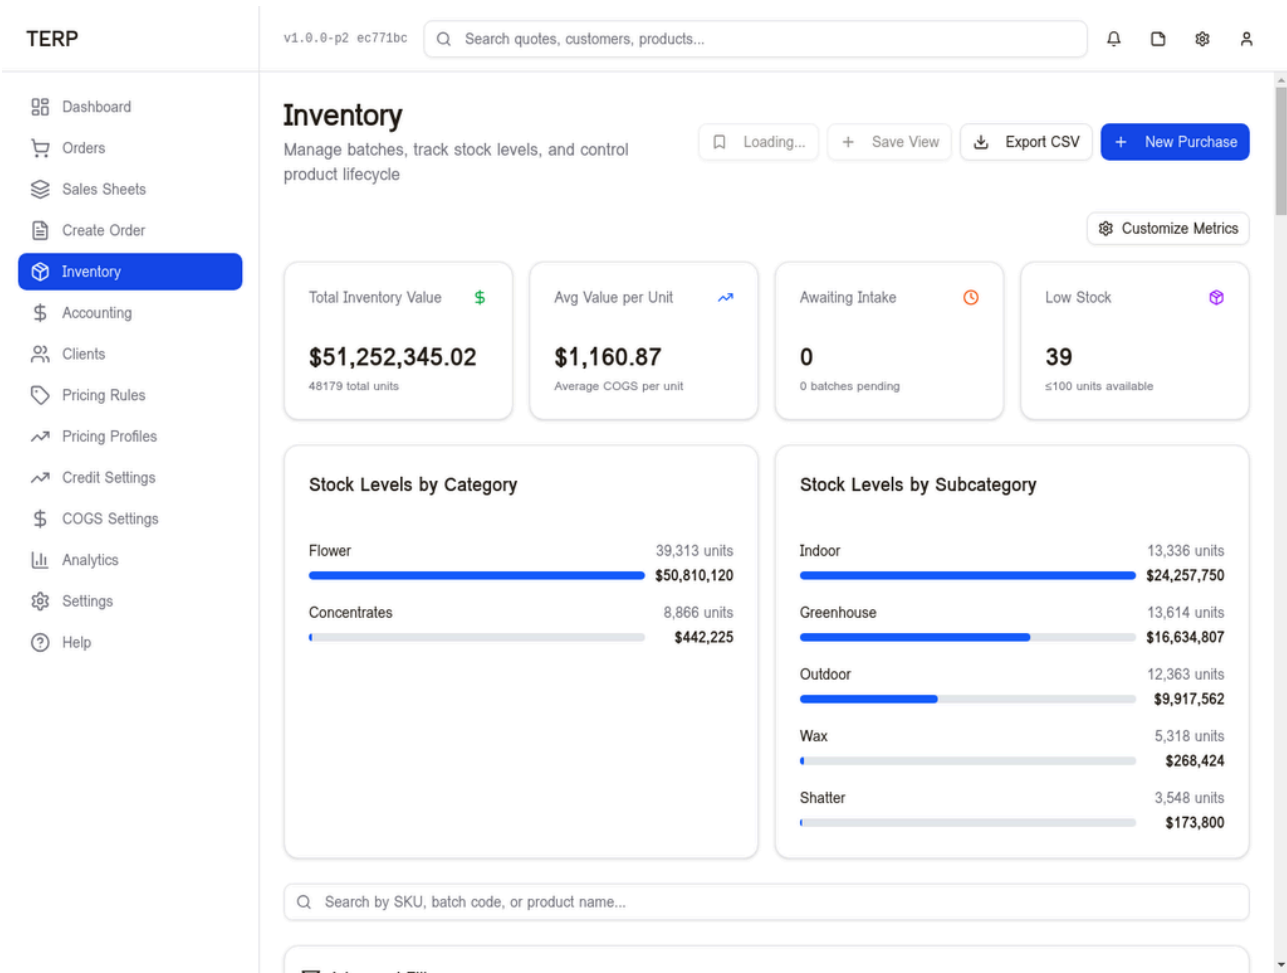 TERP
v1.0.0-p2 ec771bc
Search quotes, customers, products...
Dashboard
Orders
Sales Sheets
Create Order
Inventory
Accounting
Clients
Pricing Rules
Pricing Profiles
Credit Settings
COGS Settings
Analytics
Settings
Help
Inventory
Manage batches, track stock levels, and control
product lifecycle
Loading...
+ Save View
Export CSV
+ New Purchase
Customize Metrics
Total Inventory Value
$51,252,345.02
48179 total units
Avg Value per Unit
$1,160.87
Average COGS per unit
Awaiting Intake
0
0 batches pending
Low Stock
39
≤100 units available
Stock Levels by Category
Flower 39,313 units
$50,810,120
Concentrates 8,866 units
$442,225
Stock Levels by Subcategory
Indoor 13,336 units
$24,257,750
Greenhouse 13,614 units
$16,634,807
Outdoor 12,363 units
$9,917,562
Wax 5,318 units
$268,424
Shatter 3,548 units
$173,800
Search by SKU, batch code, or product name...